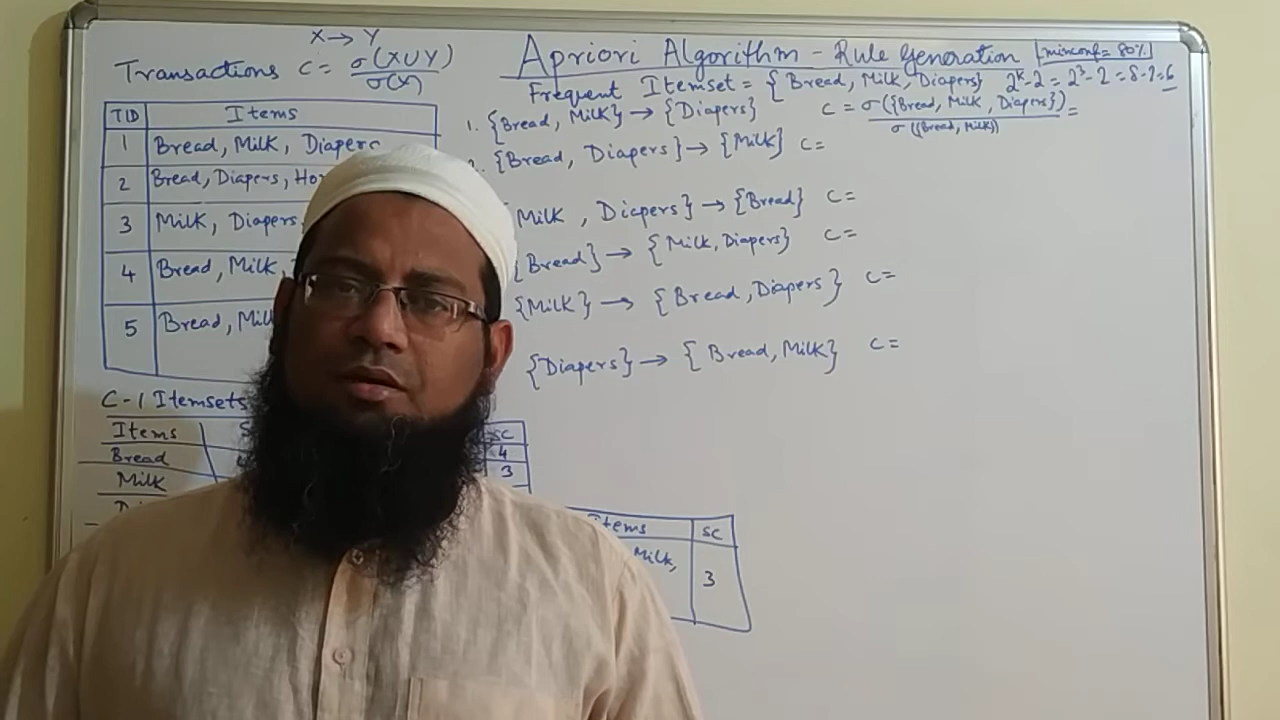 X → Y
Transactions C = σ(XUY) / σ(X)
Apriori Algorithm - Rule Generation minconf = 80%
Frequent Itemset = {Bread, Milk, Diapers} 2^k-2 = 2^3-2 = 8-2=6
TID Items
1 Bread, Milk, Diapers
2 Bread, Diapers,
3 Milk, Diapers
4 Bread, Milk,
5 Bread,
1. {Bread, Milk} → {Diapers} C = σ({Bread, Milk, Diapers}) / σ({Bread, Milk}) =
{Bread, Diapers} → {Milk} C =
Milk, Diapers} → {Bread} C =
{Bread} → {Milk, Diapers} C =
{Milk} → {Bread, Diapers} C =
{Diapers} → {Bread, Milk} C =
C-1 Itemsets
Items
Bread
Milk
SC
4
3
SC
Milk,
3